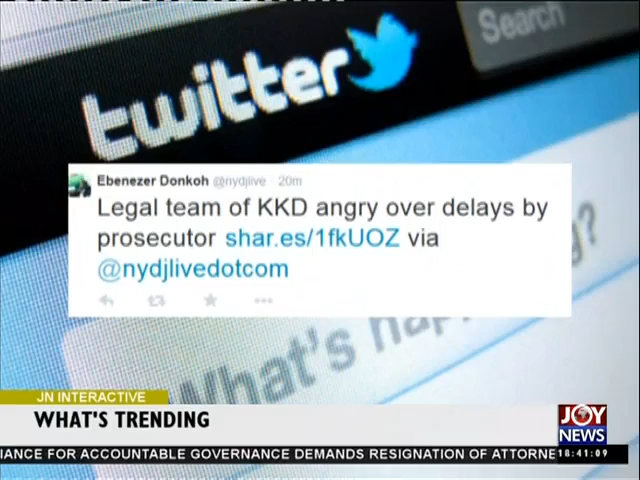 Search
twitter
Ebenezer Donkoh @nydjlive · 20m
Legal team of KKD angry over delays by
prosecutor shar.es/1fkUOZ via
@nydjlivedotcom
What's hap ?
JN INTERACTIVE
WHAT'S TRENDING
JOY
NEWS
IANCE FOR ACCOUNTABLE GOVERNANCE DEMANDS RESIGNATION OF ATTORNE
18:41:09